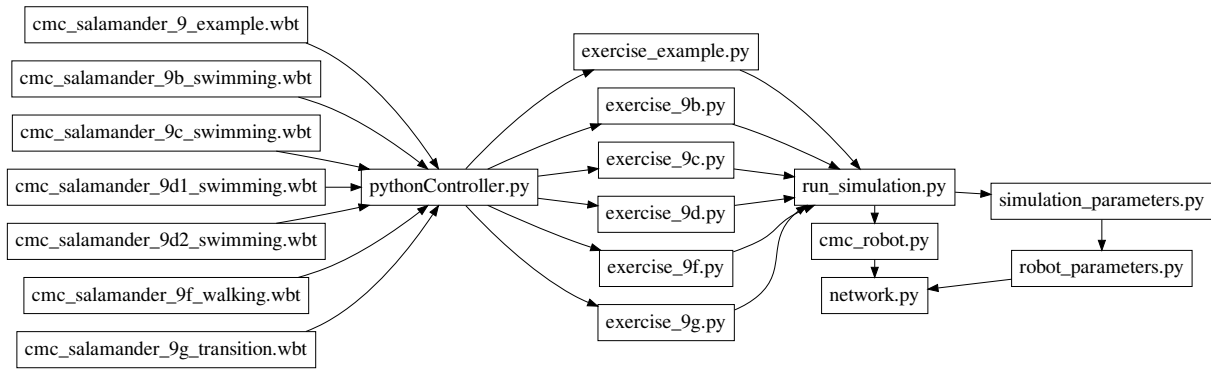 cmc_salamander_9_example.wbt
cmc_salamander_9b_swimming.wbt
cmc_salamander_9c_swimming.wbt
cmc_salamander_9d1_swimming.wbt
cmc_salamander_9d2_swimming.wbt
cmc_salamander_9f_walking.wbt
cmc_salamander_9g_transition.wbt
pythonController.py
exercise_example.py
exercise_9b.py
exercise_9c.py
exercise_9d.py
exercise_9f.py
exercise_9g.py
run_simulation.py
cmc_robot.py
network.py
simulation_parameters.py
robot_parameters.py